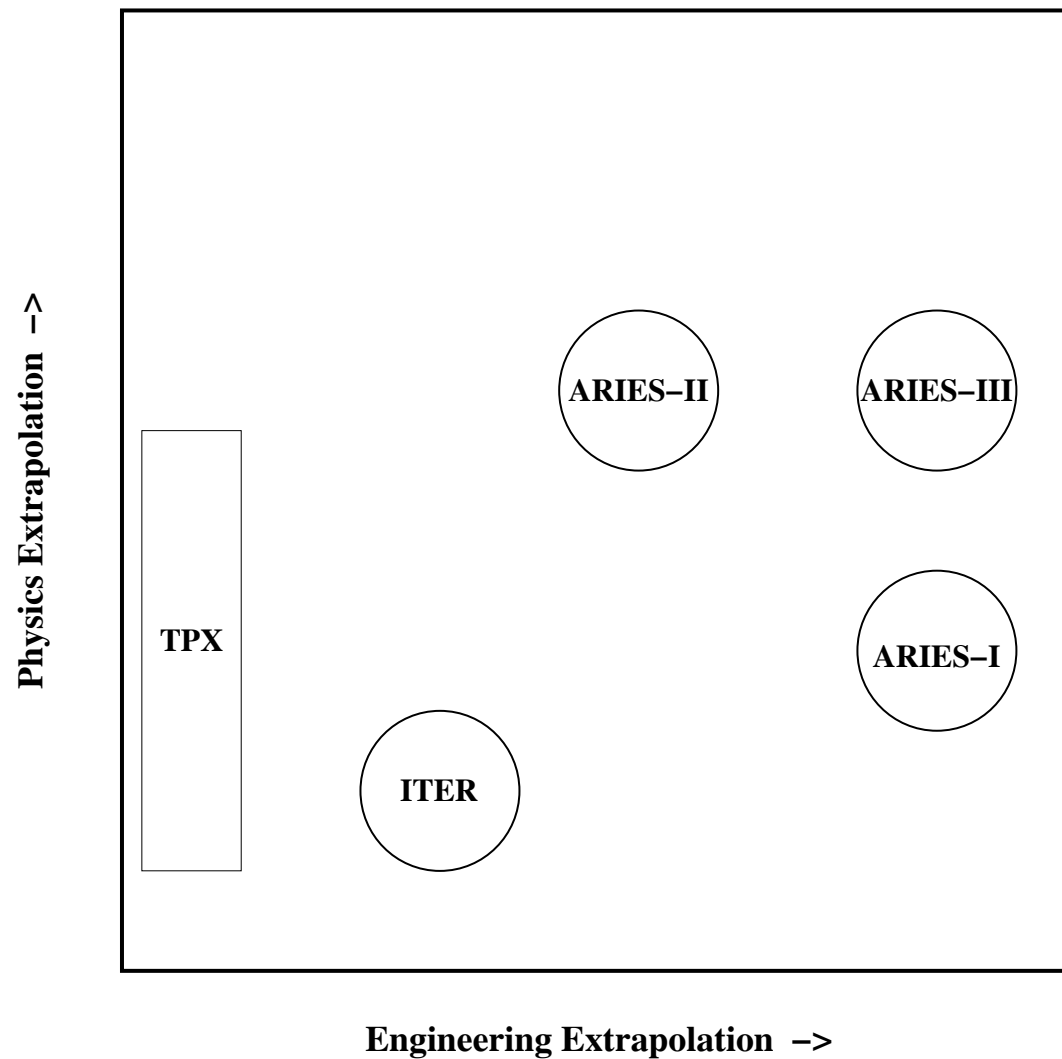 Physics Extrapolation −>
ARIES−II
ARIES−III
TPX
ARIES−I
ITER
Engineering Extrapolation −>